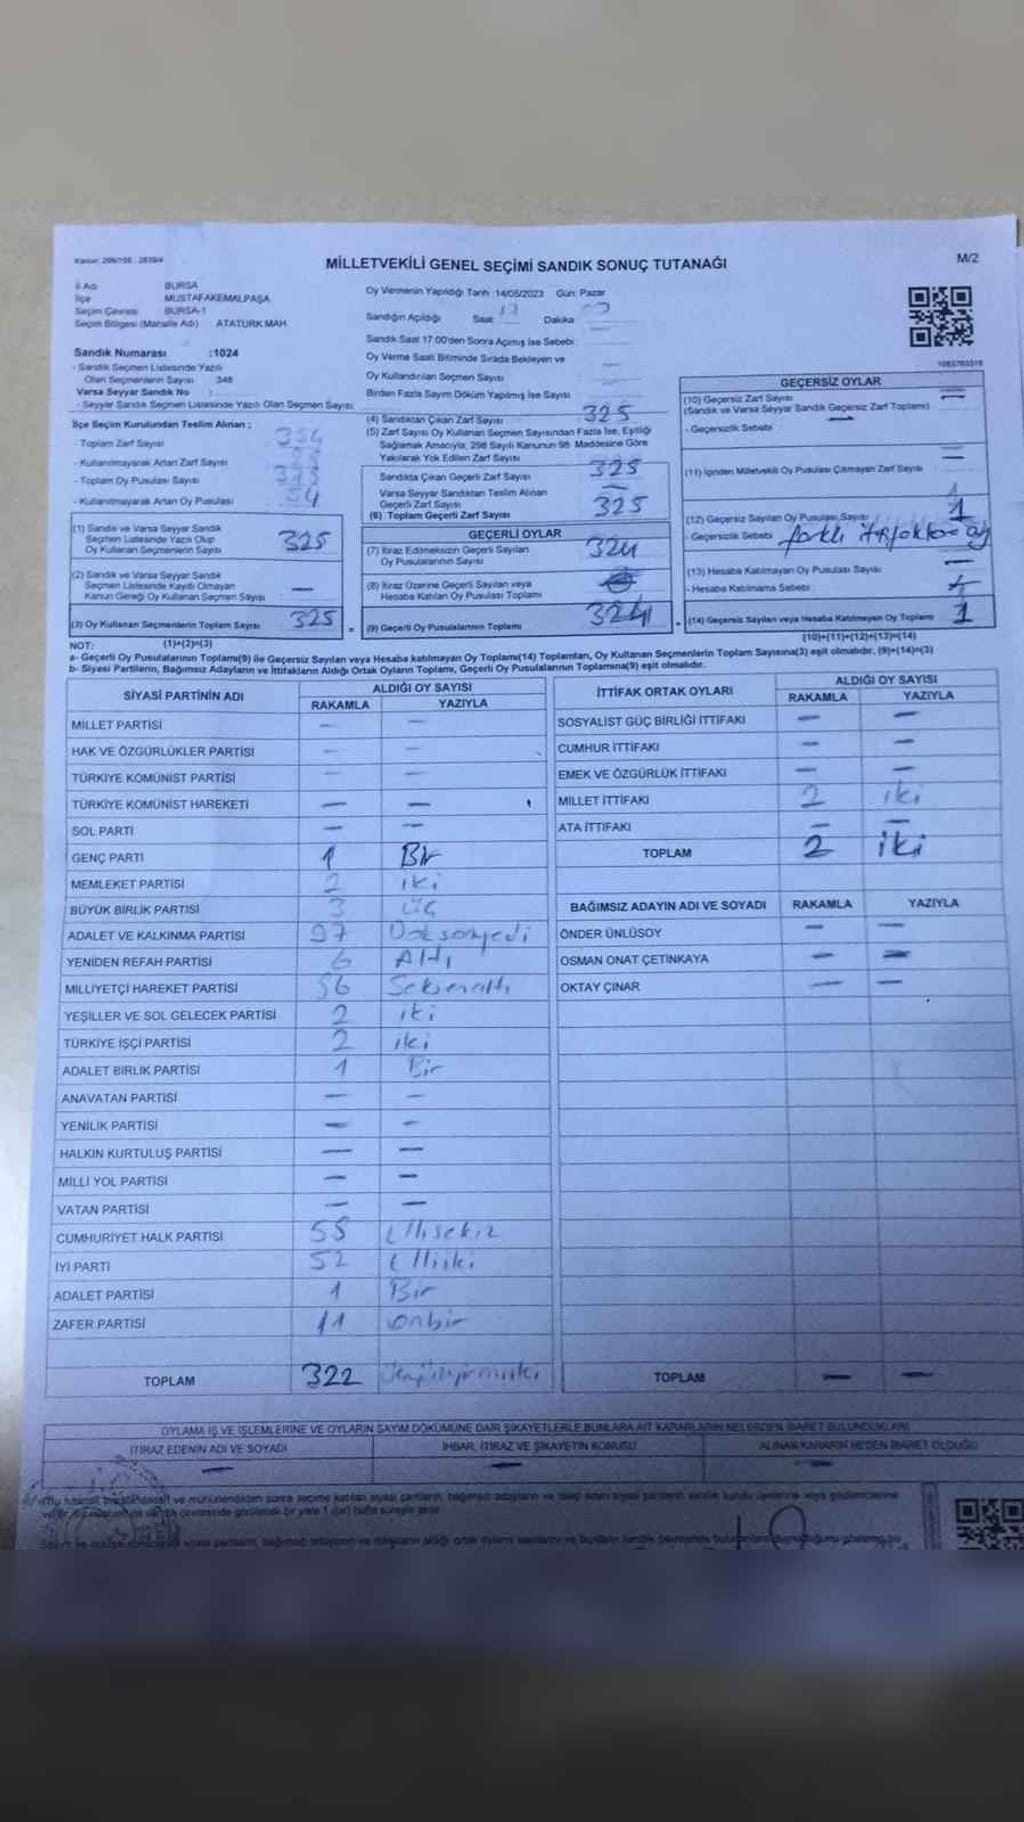 MİLLETVEKİLİ GENEL SEÇİMİ SANDIK SONUÇ TUTANAĞI
M/2
İl Adı BURSA
İlçe MUSTAFAKEMALPAŞA
Seçim Çevresi BURSA-1
Seçim Bölgesi (Mahalle Adı) ATATÜRK MAH
Sandık Numarası :1024
- Sandık Seçmen Listesinde Yazılı
Olan Seçmenlerin Sayısı 348
Varsa Seyyar Sandık No
- Seyyar Sandık Seçmen Listesinde Yazılı Olan Seçmen Sayısı
İlçe Seçim Kurulundan Teslim Alınan :
- Toplam Zarf Sayısı 354
- Kullanılmayarak Artan Zarf Sayısı
- Toplam Oy Pusulası Sayısı
- Kullanılmayarak Artan Oy Pusulası 54
(1) Sandık ve Varsa Seyyar Sandık
Seçmen Listesinde Yazılı Olup
Oy Kullanan Seçmenlerin Sayısı 325
(2) Sandık ve Varsa Seyyar Sandık
Seçmen Listesinde Kaydı Olmayan
Kanun Gereği Oy Kullanan Seçmen Sayısı —
(3) Oy Kullanan Seçmenlerin Toplam Sayısı 325
(1)+(2)=(3)
Oy Vermenin Yapıldığı Tarih :14/05/2023 Gün: Pazar
Sandığın Açıldığı Saat 17 Dakika
Sandık Saat 17.00'den Sonra Açılmış İse Sebebi
Oy Verme Saati Bitiminde Sırada Bekleyen ve
Oy Kullandırılan Seçmen Sayısı
Birden Fazla Sayım Döküm Yapılmış İse Sayısı
(4) Sandıktan Çıkan Zarf Sayısı 325
(5) Zarf Sayısı Oy Kullanan Seçmen Sayısından Fazla İse, Eşitliği
Sağlamak Amacıyla, 298 Sayılı Kanunun 98. Maddesine Göre
Yakılarak Yok Edilen Zarf Sayısı
Sandıkta Çıkan Geçerli Zarf Sayısı 325
Varsa Seyyar Sandıktan Teslim Alınan
Geçerli Zarf Sayısı —
(6) Toplam Geçerli Zarf Sayısı 325
GEÇERLİ OYLAR
(7) İtiraz Edilmeksizin Geçerli Sayılan
Oy Pusulalarının Sayısı 324
(8) İtiraz Üzerine Geçerli Sayılan veya
Hesaba Katılan Oy Pusulası Toplamı
(9) Geçerli Oy Pusulalarının Toplamı 324
GEÇERSİZ OYLAR
(10) Geçersiz Zarf Sayısı —
(Sandık ve Varsa Seyyar Sandık Geçersiz Zarf Toplamı)
- Geçersizlik Sebebi —
(11) İçinden Milletvekili Oy Pusulası Çıkmayan Zarf Sayısı —
(12) Geçersiz Sayılan Oy Pusulası Sayısı 1
- Geçersizlik Sebebi farklı
(13) Hesaba Katılmayan Oy Pusulası Sayısı —
- Hesaba Katılmama Sebebi
(14) Geçersiz Sayılan veya Hesaba Katılmayan Oy Toplamı 1
(10)+(11)+(12)+(13)=(14)
NOT:
a- Geçerli Oy Pusulalarının Toplamı(9) ile Geçersiz Sayılan veya Hesaba katılmayan Oy Toplamı(14) Toplamları, Oy Kullanan Seçmenlerin Toplam Sayısına(3) eşit olmalıdır. (9)+(14)=(3)
b- Siyasi Partilerin, Bağımsız Adayların ve İttifakların Aldığı Ortak Oyların Toplamı, Geçerli Oy Pusulalarının Toplamına(9) eşit olmalıdır.
SİYASİ PARTİNİN ADI ALDIĞI OY SAYISI
RAKAMLA YAZIYLA
MİLLET PARTİSİ — —
HAK VE ÖZGÜRLÜKLER PARTİSİ — —
TÜRKİYE KOMÜNİST PARTİSİ — —
TÜRKİYE KOMÜNİST HAREKETİ — —
SOL PARTİ — —
GENÇ PARTİ 1 Bir
MEMLEKET PARTİSİ 2 iki
BÜYÜK BİRLİK PARTİSİ 3 üç
ADALET VE KALKINMA PARTİSİ 97 Doksanyedi
YENİDEN REFAH PARTİSİ 6 Altı
MİLLİYETÇİ HAREKET PARTİSİ 86 Seksenaltı
YEŞİLLER VE SOL GELECEK PARTİSİ 2 iki
TÜRKİYE İŞÇİ PARTİSİ 2 iki
ADALET BİRLİK PARTİSİ 1 Bir
ANAVATAN PARTİSİ — —
YENİLİK PARTİSİ — —
HALKIN KURTULUŞ PARTİSİ — —
MİLLİ YOL PARTİSİ — —
VATAN PARTİSİ — —
CUMHURİYET HALK PARTİSİ 58 Ellisekiz
İYİ PARTİ 52 Elliiki
ADALET PARTİSİ 1 Bir
ZAFER PARTİSİ 11 onbir
TOPLAM 322
İTTİFAK ORTAK OYLARI ALDIĞI OY SAYISI
RAKAMLA YAZIYLA
SOSYALİST GÜÇ BİRLİĞİ İTTİFAKI — —
CUMHUR İTTİFAKI — —
EMEK VE ÖZGÜRLÜK İTTİFAKI — —
MİLLET İTTİFAKI 2 iki
ATA İTTİFAKI — —
TOPLAM 2 iki
BAĞIMSIZ ADAYIN ADI VE SOYADI RAKAMLA YAZIYLA
ÖNDER ÜNLÜSOY — —
OSMAN ONAT ÇETİNKAYA — —
OKTAY ÇINAR — —
TOPLAM — —
OYLAMA İŞ VE İŞLEMLERİNE VE OYLARIN SAYIM DÖKÜMÜNE DAİR ŞİKAYETLERLE BUNLARA AİT KARARLARIN NELERDEN İBARET BULUNDUKLARI
İTİRAZ EDENİN ADI VE SOYADI İHBAR, İTİRAZ VE ŞİKAYETİN KONUSU ALINAN KARARIN NEDEN İBARET OLDUĞU
— — —